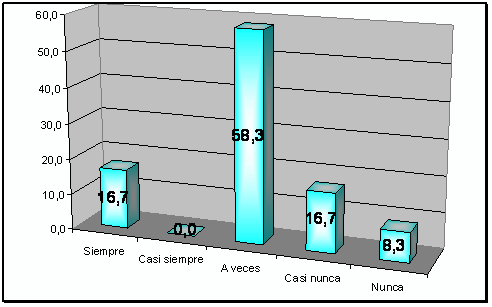 60,0
50,0
40,0
30,0
20,0
10,0
0,0
16,7
0,0
58,3
16,7
8,3
Siempre
Casi siempre
A veces
Casi nunca
Nunca